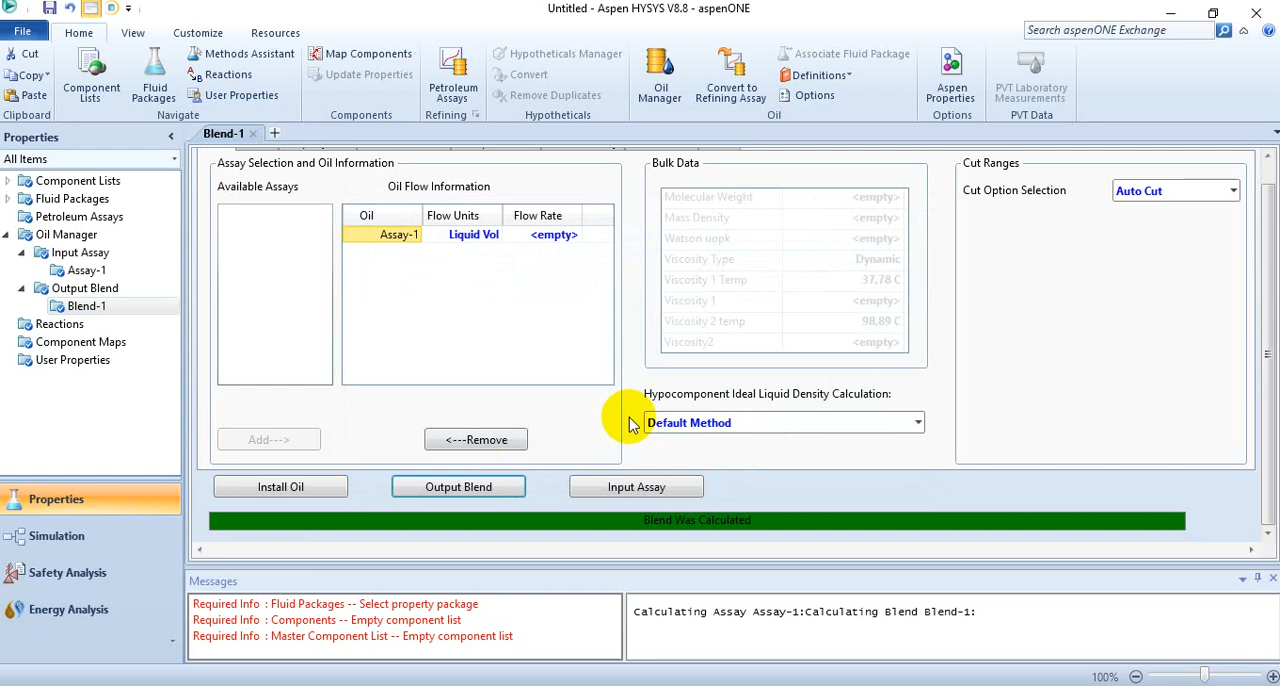 Untitled - Aspen HYSYS V8.8 - aspenONE
File Home View Customize Resources
Search aspenONE Exchange
Cut
Copy
Paste
Clipboard
Component Lists
Fluid Packages
Methods Assistant
Reactions
User Properties
Navigate
Map Components
Update Properties
Components
Petroleum Assays
Refining
Hypotheticals Manager
Convert
Remove Duplicates
Hypotheticals
Oil Manager
Convert to Refining Assay
Associate Fluid Package
Definitions
Options
Oil
Aspen Properties
Options
PVT Laboratory Measurements
PVT Data
Properties
All Items
Component Lists
Fluid Packages
Petroleum Assays
Oil Manager
Input Assay
Assay-1
Output Blend
Blend-1
Reactions
Component Maps
User Properties
Properties
Simulation
Safety Analysis
Energy Analysis
Blend-1
Assay Selection and Oil Information
Available Assays
Oil Flow Information
Oil Flow Units Flow Rate
Assay-1 Liquid Vol <empty>
Add--->
<---Remove
Bulk Data
Molecular Weight <empty>
Mass Density <empty>
Watson uopk <empty>
Viscosity Type Dynamic
Viscosity 1 Temp 37,78 C
Viscosity 1 <empty>
Viscosity 2 temp 98,89 C
Viscosity2 <empty>
Hypocomponent Ideal Liquid Density Calculation:
Default Method
Cut Ranges
Cut Option Selection Auto Cut
Install Oil Output Blend Input Assay
Blend Was Calculated
Messages
Required Info : Fluid Packages -- Select property package
Required Info : Components -- Empty component list
Required Info : Master Component List -- Empty component list
Calculating Assay Assay-1:Calculating Blend Blend-1:
100%